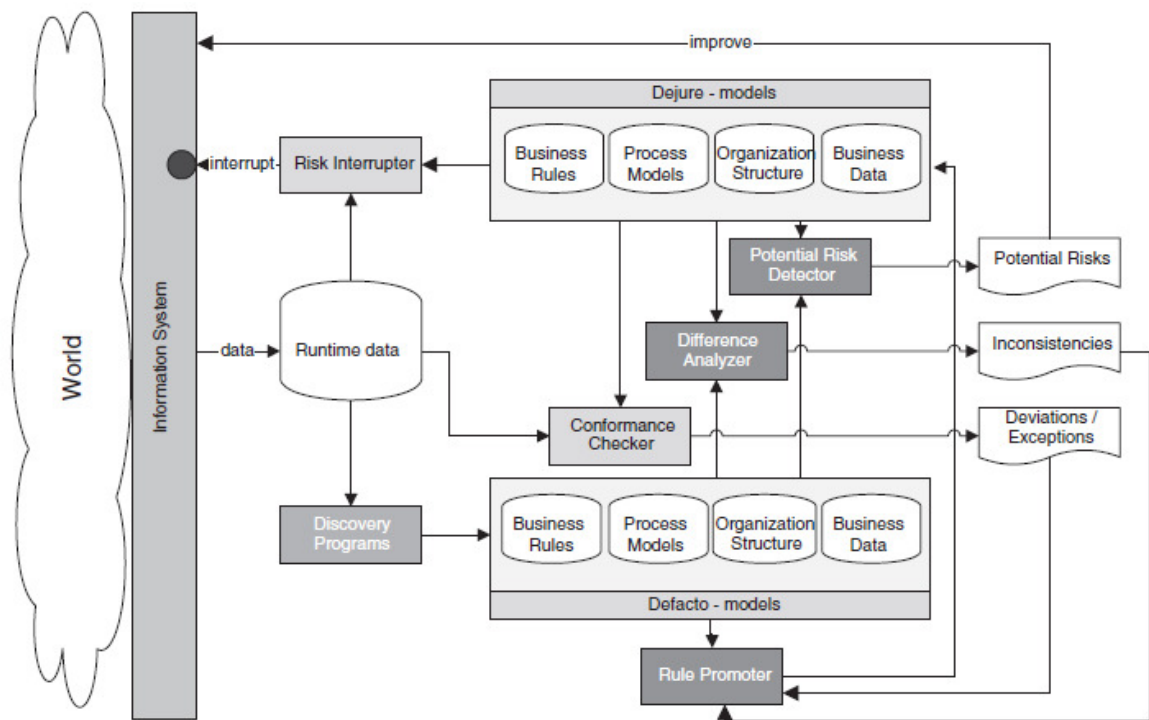 improve
Dejure - models
Business
Rules
Process
Models
Organization
Structure
Business
Data
interrupt
Risk Interrupter
Potential Risk
Detector
Potential Risks
World
Information System
data
Runtime data
Difference
Analyzer
Inconsistencies
Conformance
Checker
Deviations /
Exceptions
Discovery
Programs
Business
Rules
Process
Models
Organization
Structure
Business
Data
Defacto - models
Rule Promoter